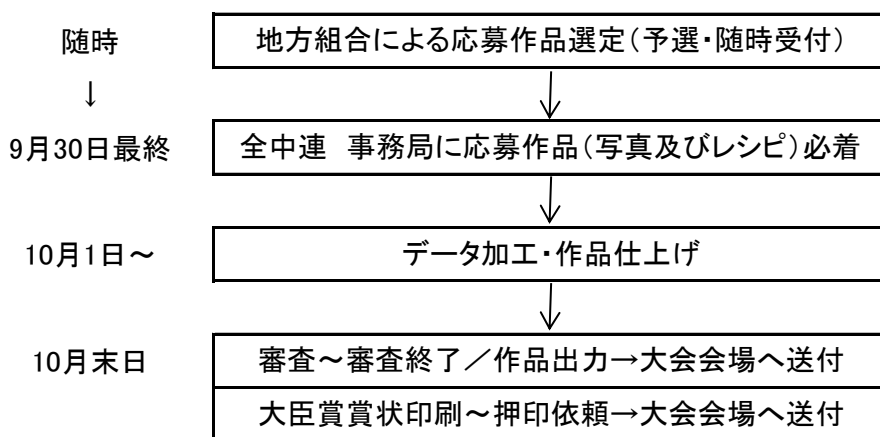 随時 地方組合による応募作品選定(予選・随時受付)
↓
9月30日最終 全中連 事務局に応募作品(写真及びレシピ)必着
10月1日~ データ加工・作品仕上げ
10月末日 審査~審査終了/作品出力→大会会場へ送付
大臣賞賞状印刷~押印依頼→大会会場へ送付